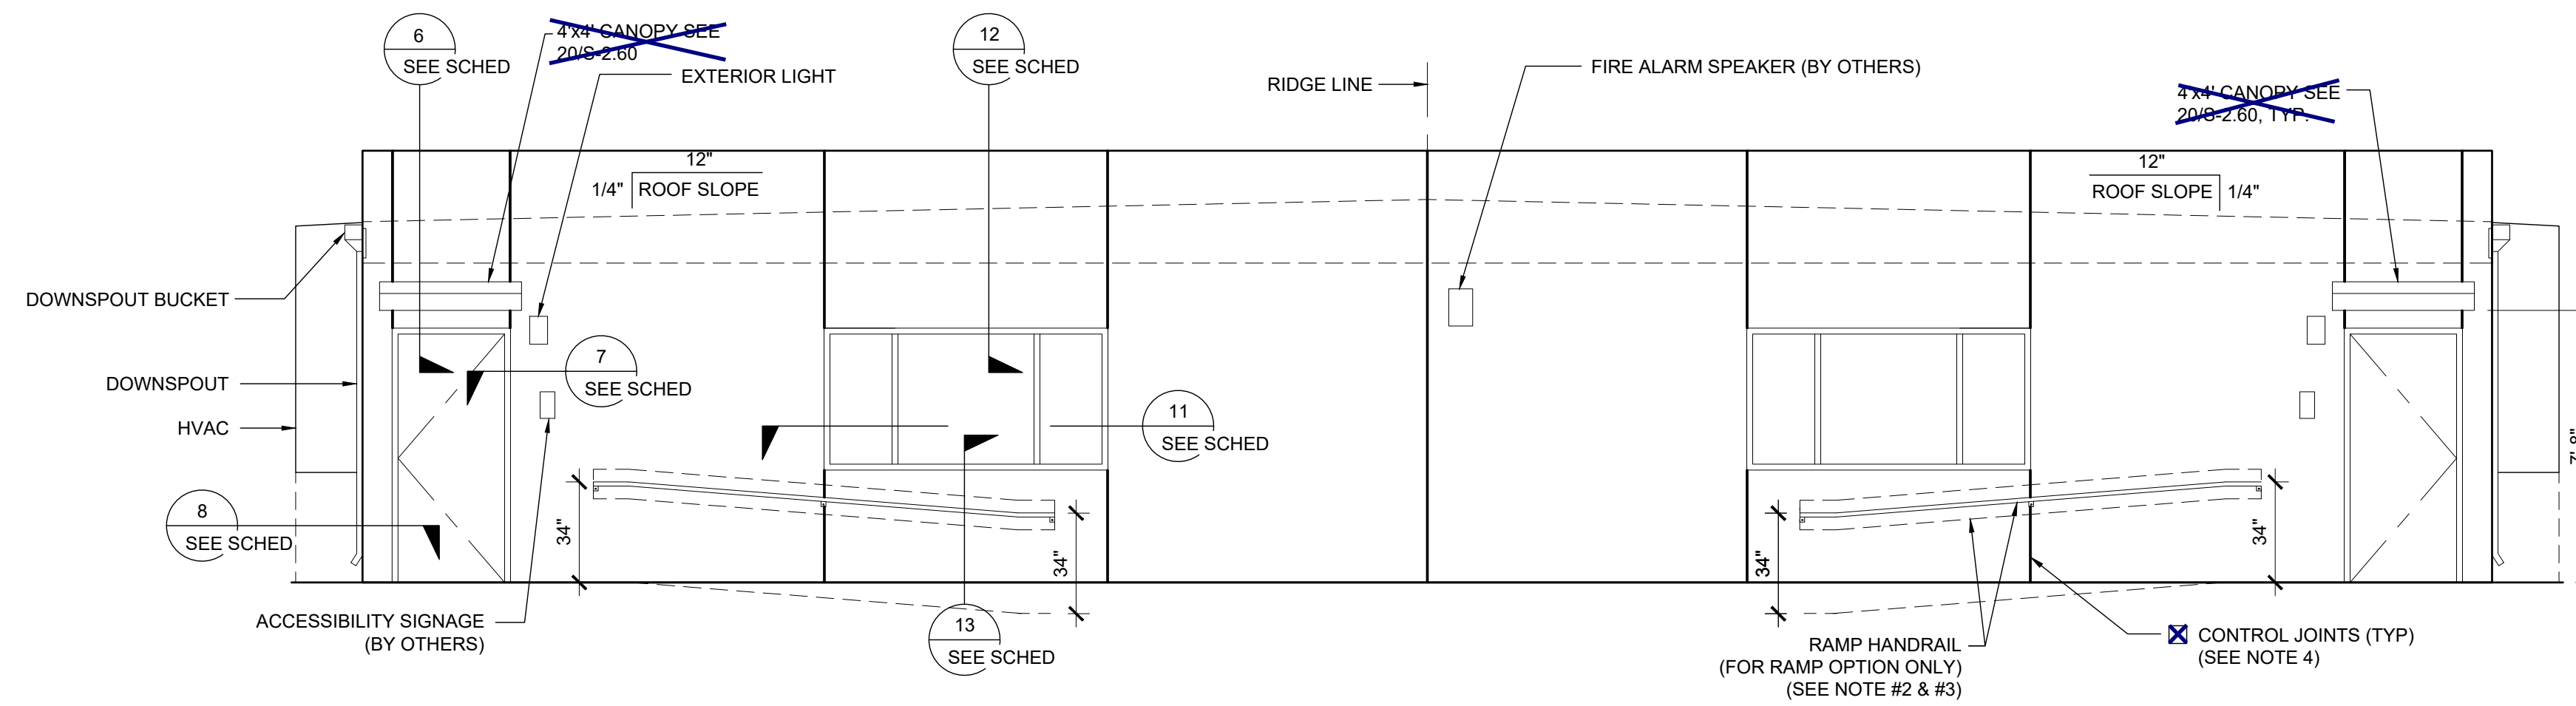 6
SEE SCHED
4'x4' CANOPY SEE
20/S-2.60
EXTERIOR LIGHT
12
SEE SCHED
RIDGE LINE
FIRE ALARM SPEAKER (BY OTHERS)
4'x4' CANOPY SEE
20/S-2.60, TYP.
12"
1/4"
ROOF SLOPE
12"
ROOF SLOPE
1/4"
DOWNSPOUT BUCKET
DOWNSPOUT
HVAC
7
SEE SCHED
11
SEE SCHED
8
SEE SCHED
34"
34"
34"
34"
7'-8"
ACCESSIBILITY SIGNAGE
(BY OTHERS)
13
SEE SCHED
RAMP HANDRAIL
(FOR RAMP OPTION ONLY)
(SEE NOTE #2 & #3)
CONTROL JOINTS (TYP)
(SEE NOTE 4)